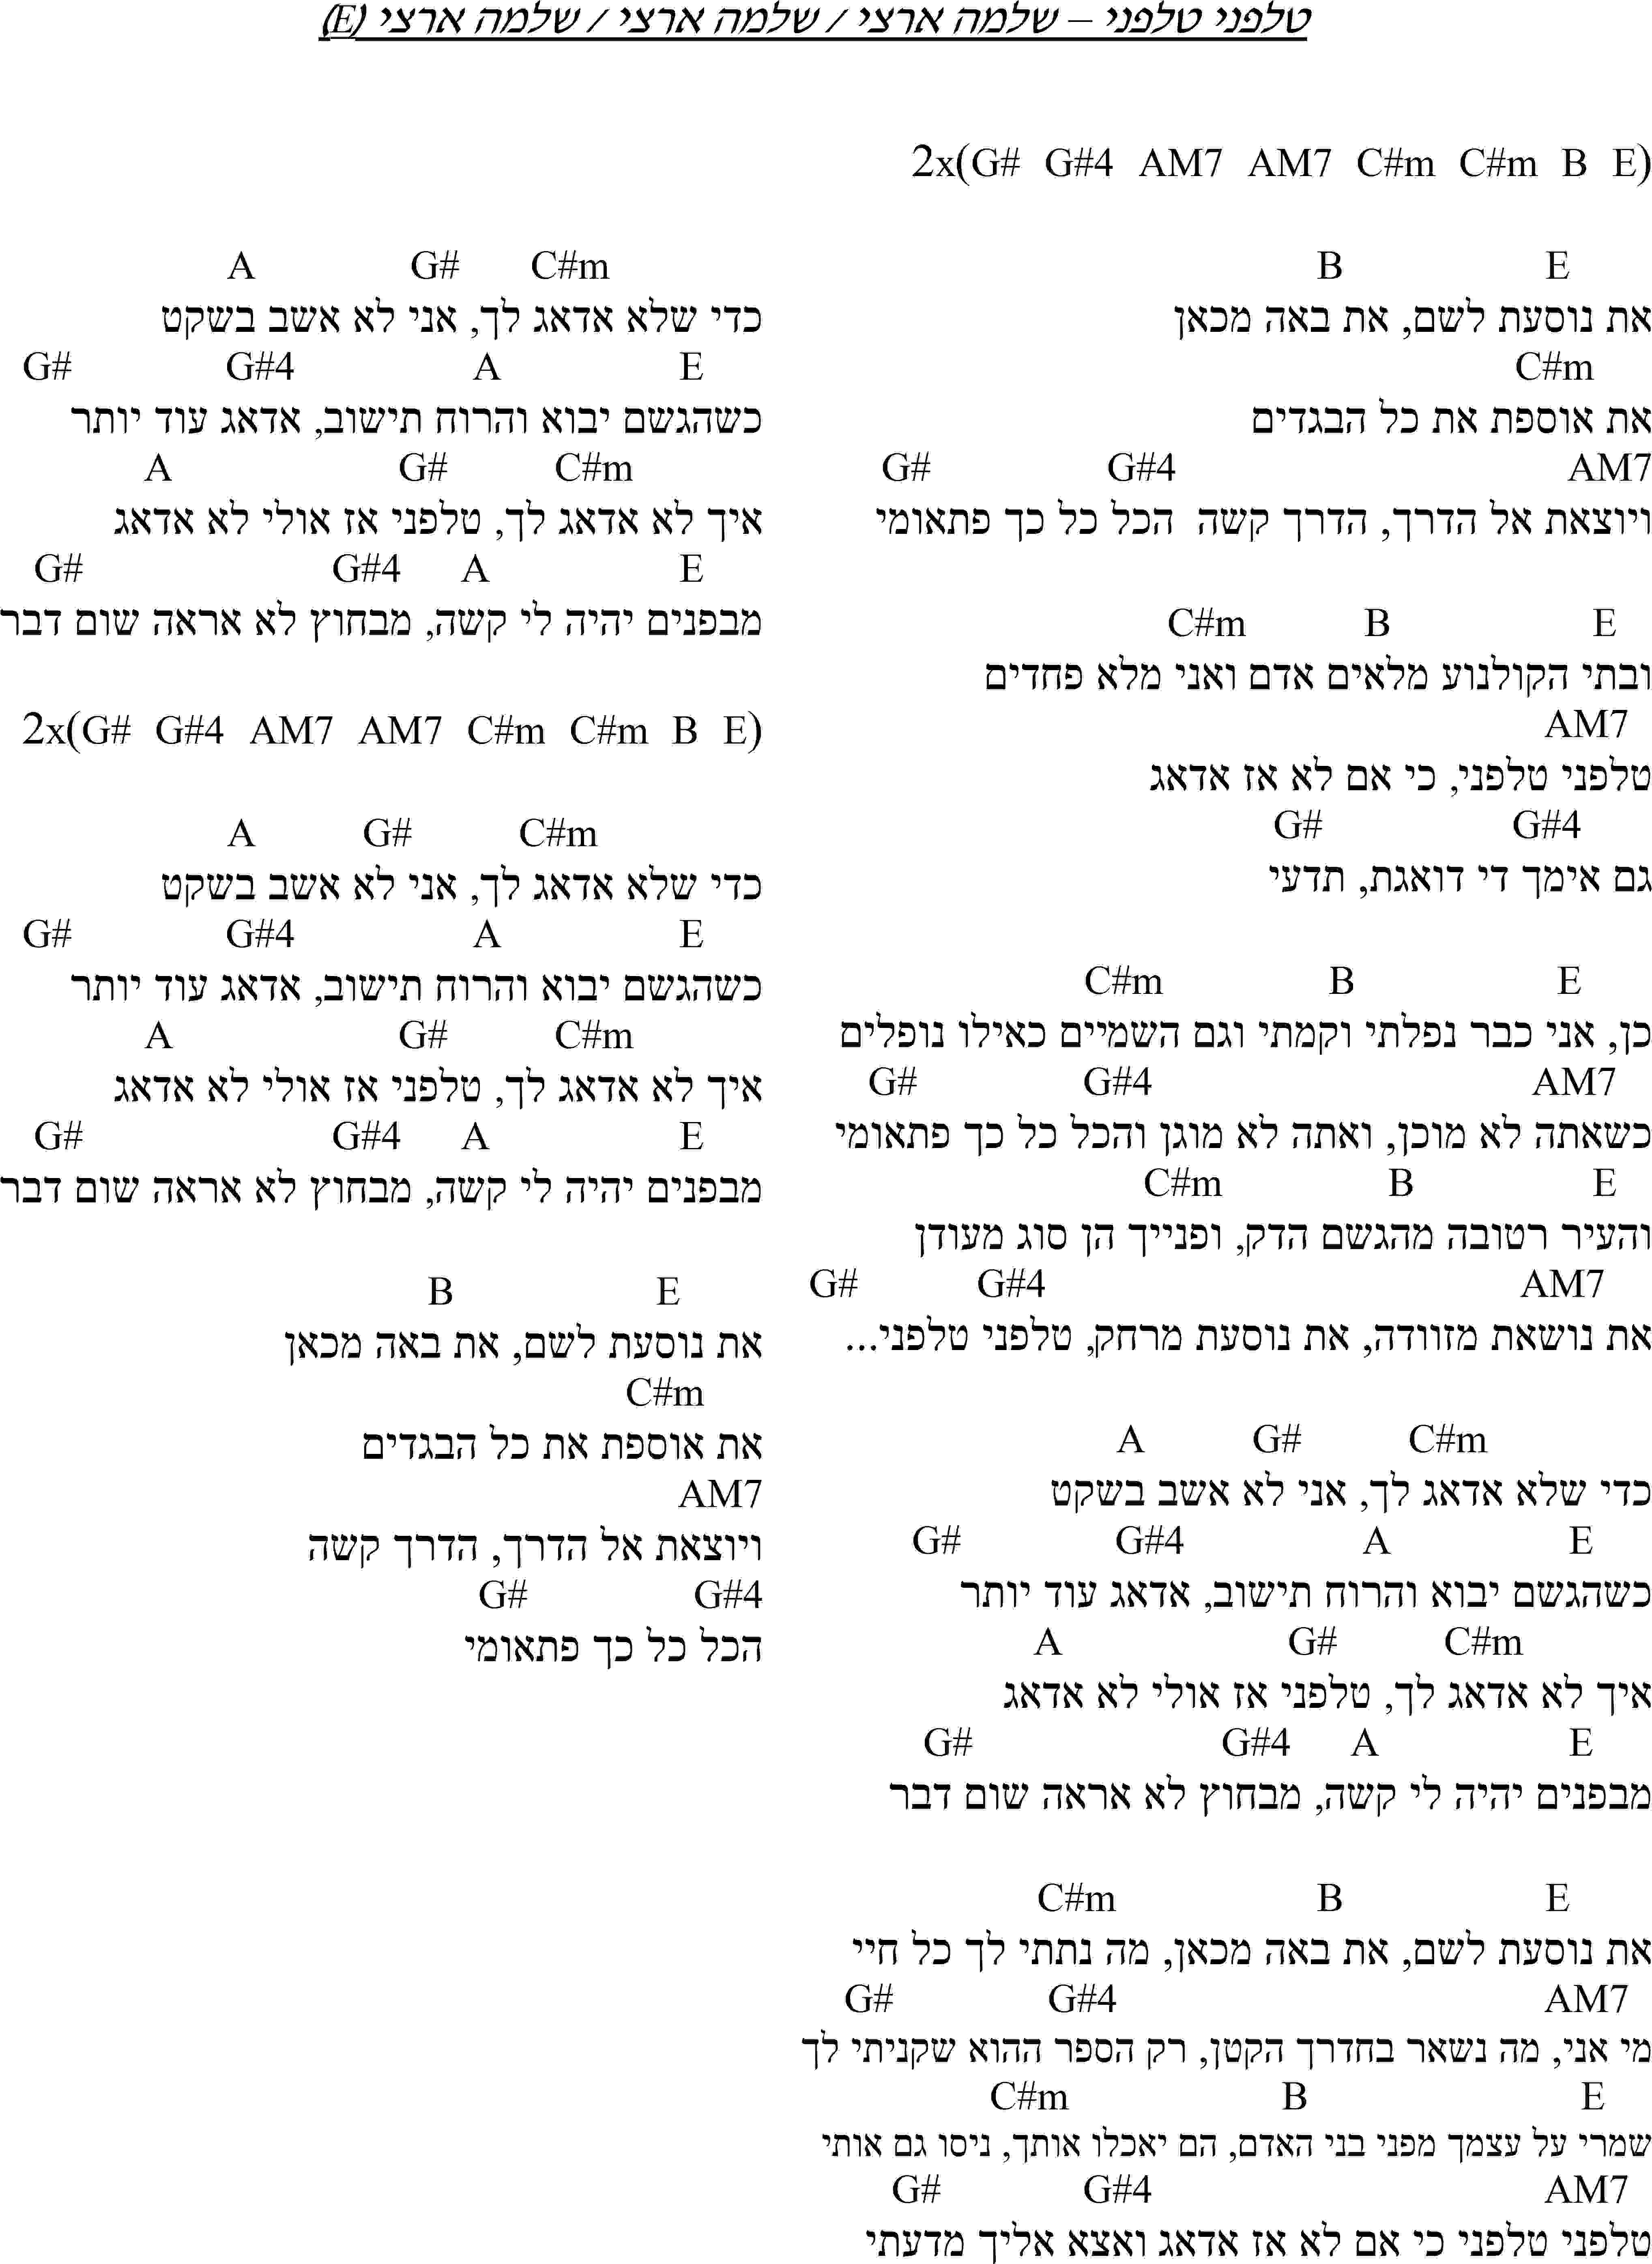 טלפני טלפני – שלמה ארצי / שלמה ארצי / שלמה ארצי (E)
2x(G# G#4 AM7 AM7 C#m C#m B E)
B E
את נוסעת לשם, את באה מכאן
C#m
את אוספת את כל הבגדים
G# G#4 AM7
ויוצאת אל הדרך, הדרך קשה הכל כל כך פתאומי
C#m B E
ובתי הקולנוע מלאים אדם ואני מלא פחדים
AM7
טלפני טלפני, כי אם לא אז אדאג
G# G#4
גם אימך די דואגת, תדעי
C#m B E
כן, אני כבר נפלתי וקמתי וגם השמיים כאילו נופלים
G# G#4 AM7
כשאתה לא מוכן, ואתה לא מוגן והכל כל כך פתאומי
C#m B E
והעיר רטובה מהגשם הדק, ופנייך הן סוג מעודן
G# G#4 AM7
את נושאת מזוודה, את נוסעת מרחק, טלפני טלפני...
A G# C#m
כדי שלא אדאג לך, אני לא אשב בשקט
G# G#4 A E
כשהגשם יבוא והרוח תישוב, אדאג עוד יותר
A G# C#m
איך לא אדאג לך, טלפני אז אולי לא אדאג
G# G#4 A E
מבפנים יהיה לי קשה, מבחוץ לא אראה שום דבר
C#m B E
את נוסעת לשם, את באה מכאן, מה נתתי לך כל חיי
G# G#4 AM7
מי אני, מה נשאר בחדרך הקטן, רק הספר ההוא שקניתי לך
C#m B E
שמרי על עצמך מפני בני האדם, הם יאכלו אותך, ניסו גם אותי
G# G#4 AM7
טלפני טלפני כי אם לא אז אדאג ואצא אליך מדעתי
A G# C#m
כדי שלא אדאג לך, אני לא אשב בשקט
G# G#4 A E
כשהגשם יבוא והרוח תישוב, אדאג עוד יותר
A G# C#m
איך לא אדאג לך, טלפני אז אולי לא אדאג
G# G#4 A E
מבפנים יהיה לי קשה, מבחוץ לא אראה שום דבר
2x(G# G#4 AM7 AM7 C#m C#m B E)
A G# C#m
כדי שלא אדאג לך, אני לא אשב בשקט
G# G#4 A E
כשהגשם יבוא והרוח תישוב, אדאג עוד יותר
A G# C#m
איך לא אדאג לך, טלפני אז אולי לא אדאג
G# G#4 A E
מבפנים יהיה לי קשה, מבחוץ לא אראה שום דבר
B E
את נוסעת לשם, את באה מכאן
C#m
את אוספת את כל הבגדים
AM7
ויוצאת אל הדרך, הדרך קשה
G# G#4
הכל כל כך פתאומי